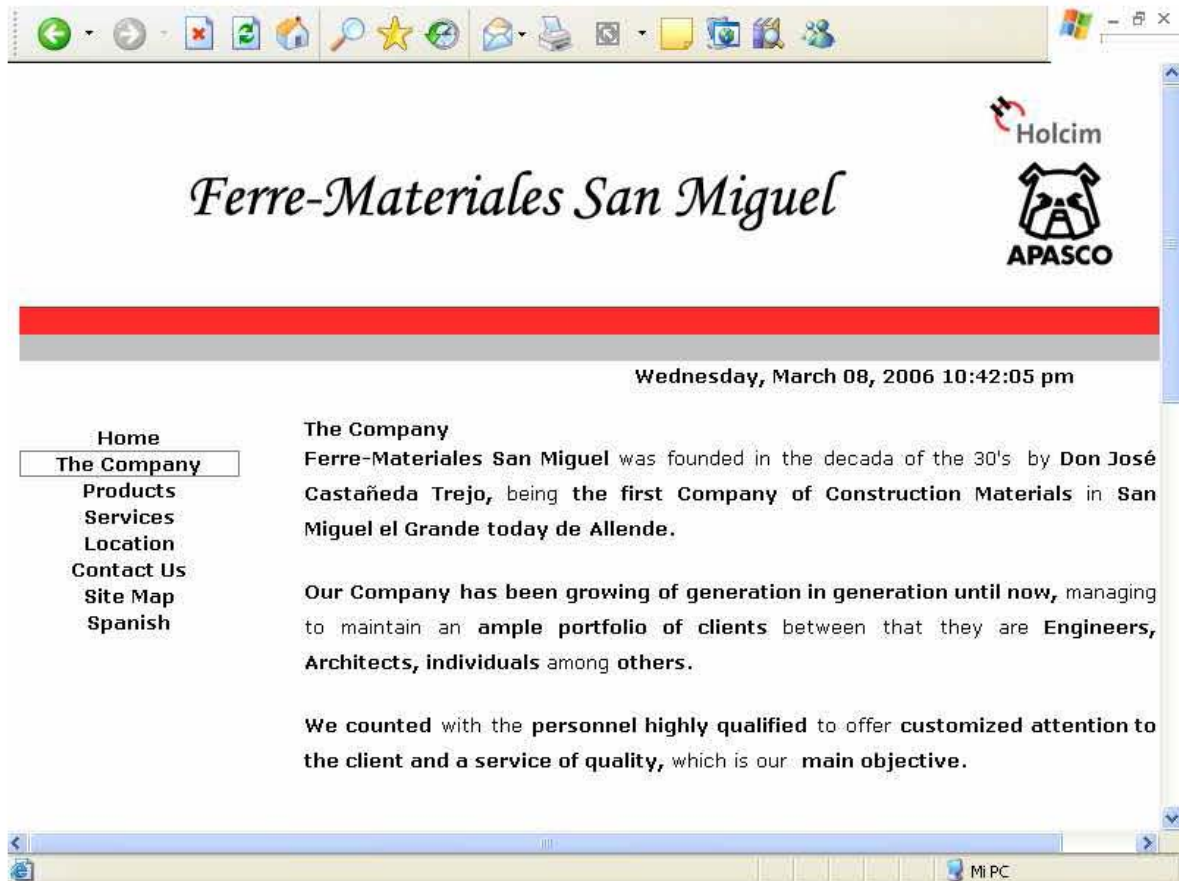 Holcim
Ferre-Materiales San Miguel
APASCO
Wednesday, March 08, 2006 10:42:05 pm
Home
The Company
Products
Services
Location
Contact Us
Site Map
Spanish
The Company
Ferre-Materiales San Miguel was founded in the decada of the 30's by Don José
Castañeda Trejo, being the first Company of Construction Materials in San
Miguel el Grande today de Allende.
Our Company has been growing of generation in generation until now, managing
to maintain an ample portfolio of clients between that they are Engineers,
Architects, individuals among others.
We counted with the personnel highly qualified to offer customized attention to
the client and a service of quality, which is our main objective.
Mi PC